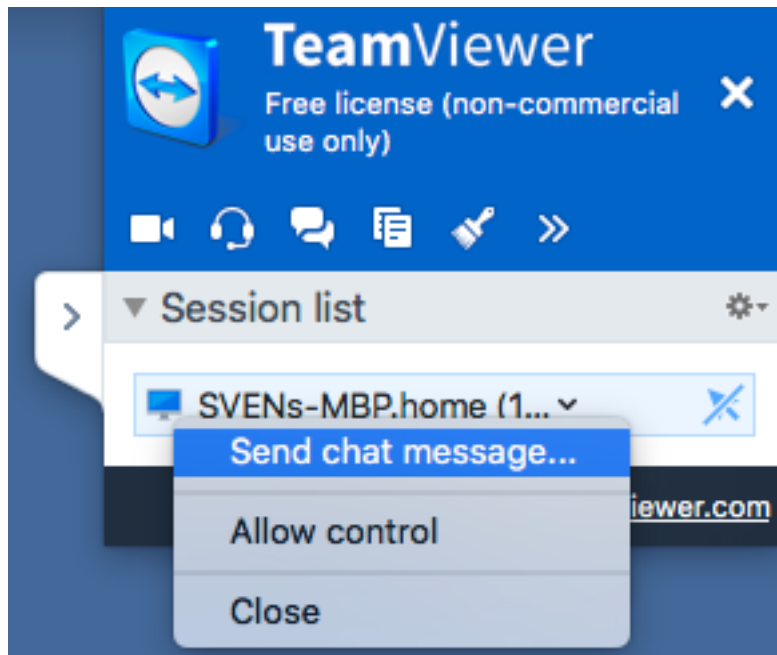 TeamViewer
Free license (non-commercial
use only)
Session list
SVENs-MBP.home (1...
Send chat message...
iewer.com
Allow control
Close